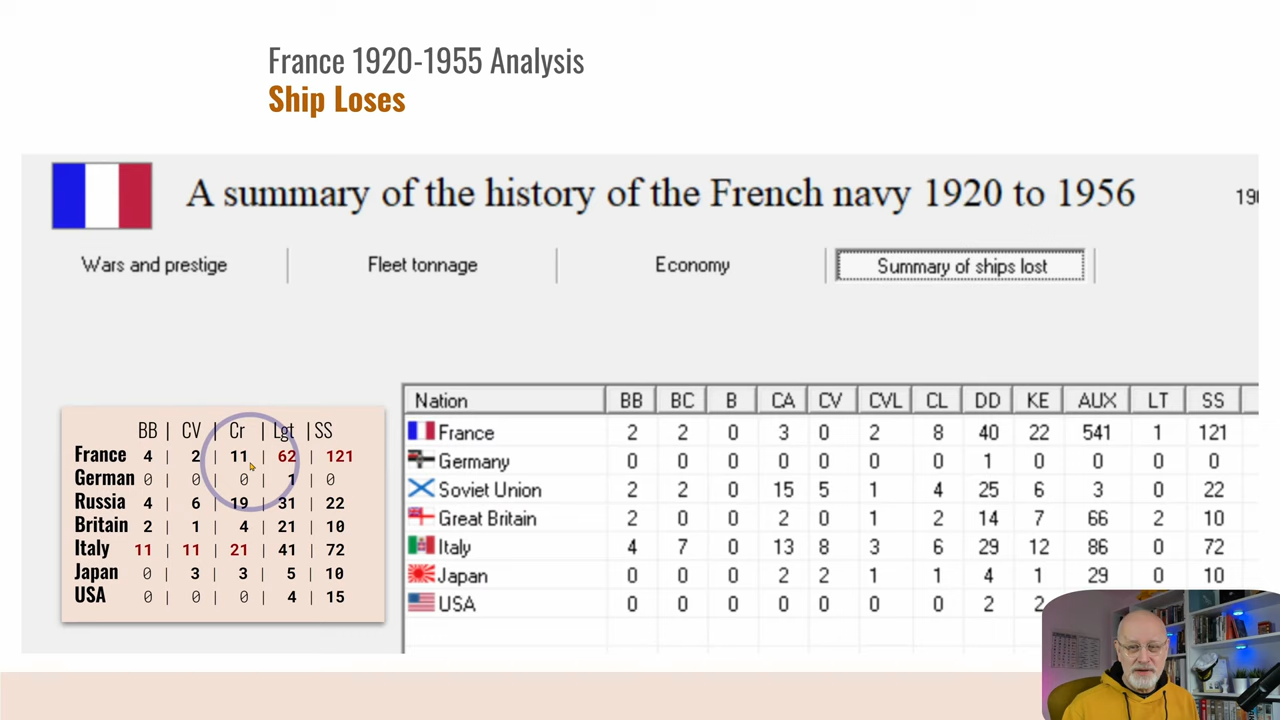 France 1920-1955 Analysis
Ship Loses
A summary of the history of the French navy 1920 to 1956
Wars and prestige | Fleet tonnage | Economy | Summary of ships lost
BB | CV | Cr | Lgt | SS
France 4 | 2 | 11 | 62 | 121
German 0 | 0 | 0 | 1 | 0
Russia 4 | 6 | 19 | 31 | 22
Britain 2 | 1 | 4 | 21 | 10
Italy 11 | 11 | 21 | 41 | 72
Japan 0 | 3 | 3 | 5 | 10
USA 0 | 0 | 0 | 4 | 15
Nation BB BC B CA CV CVL CL DD KE AUX LT SS
France 2 2 0 3 0 2 8 40 22 541 1 121
Germany 0 0 0 0 0 0 0 1 0 0 0 0
Soviet Union 2 2 0 15 5 1 4 25 6 3 0 22
Great Britain 2 0 0 2 0 1 2 14 7 66 2 10
Italy 4 7 0 13 8 3 6 29 12 86 0 72
Japan 0 0 0 2 2 1 1 4 1 29 0 10
USA 0 0 0 0 0 0 0 2 2